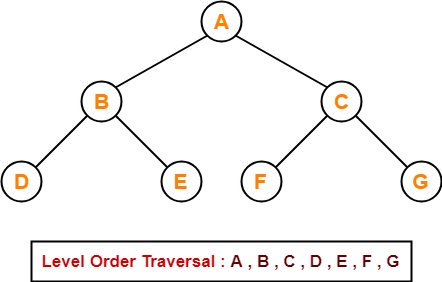 A
B C
D E F G
Level Order Traversal : A , B , C , D , E , F , G